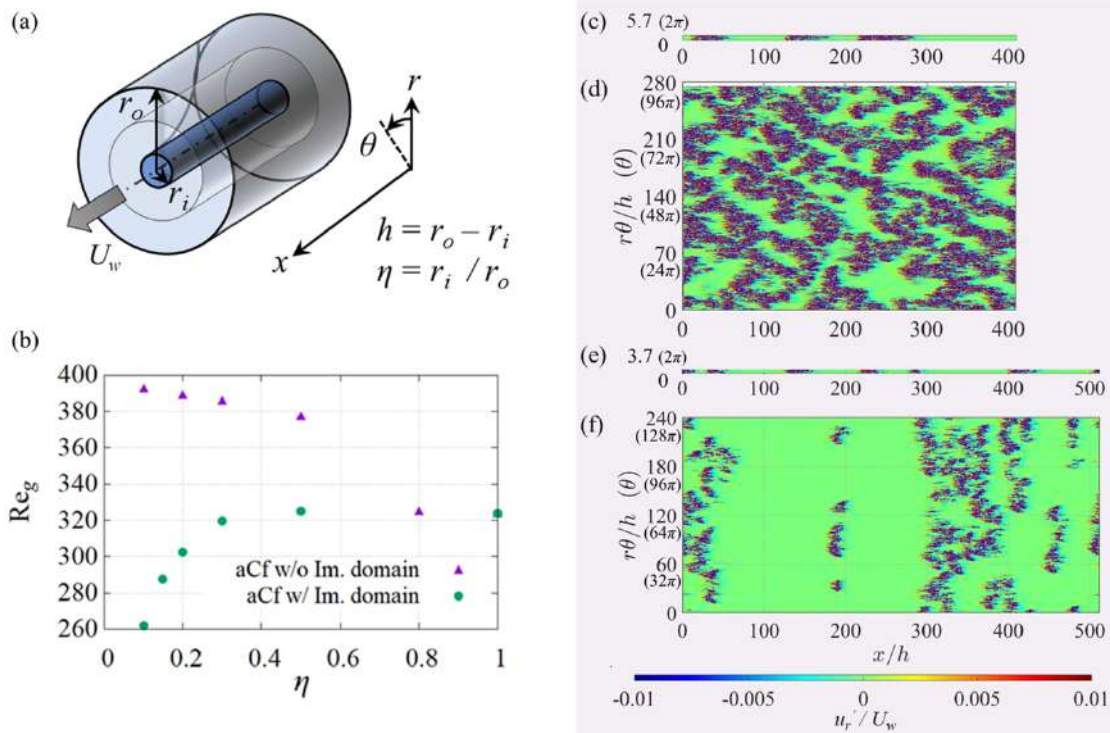 (a)
r_o
r_i
U_w
r
θ
x
h = r_o − r_i
η = r_i / r_o
(b)
400
380
360
340
320
300
280
260
Re_g
aCf w/o Im. domain
aCf w/ Im. domain
0 0.2 0.4 0.6 0.8 1
η
(c)
5.7 (2π)
0
0 100 200 300 400
(d)
280
(96π)
210
(72π)
140
(48π)
70
(24π)
0
rθ/h (θ)
0 100 200 300 400
(e)
3.7 (2π)
0
0 100 200 300 400 500
(f)
240
(128π)
180
(96π)
120
(64π)
60
(32π)
0
rθ/h (θ)
0 100 200 300 400 500
x/h
-0.01 -0.005 0 0.005 0.01
u_r'/U_w